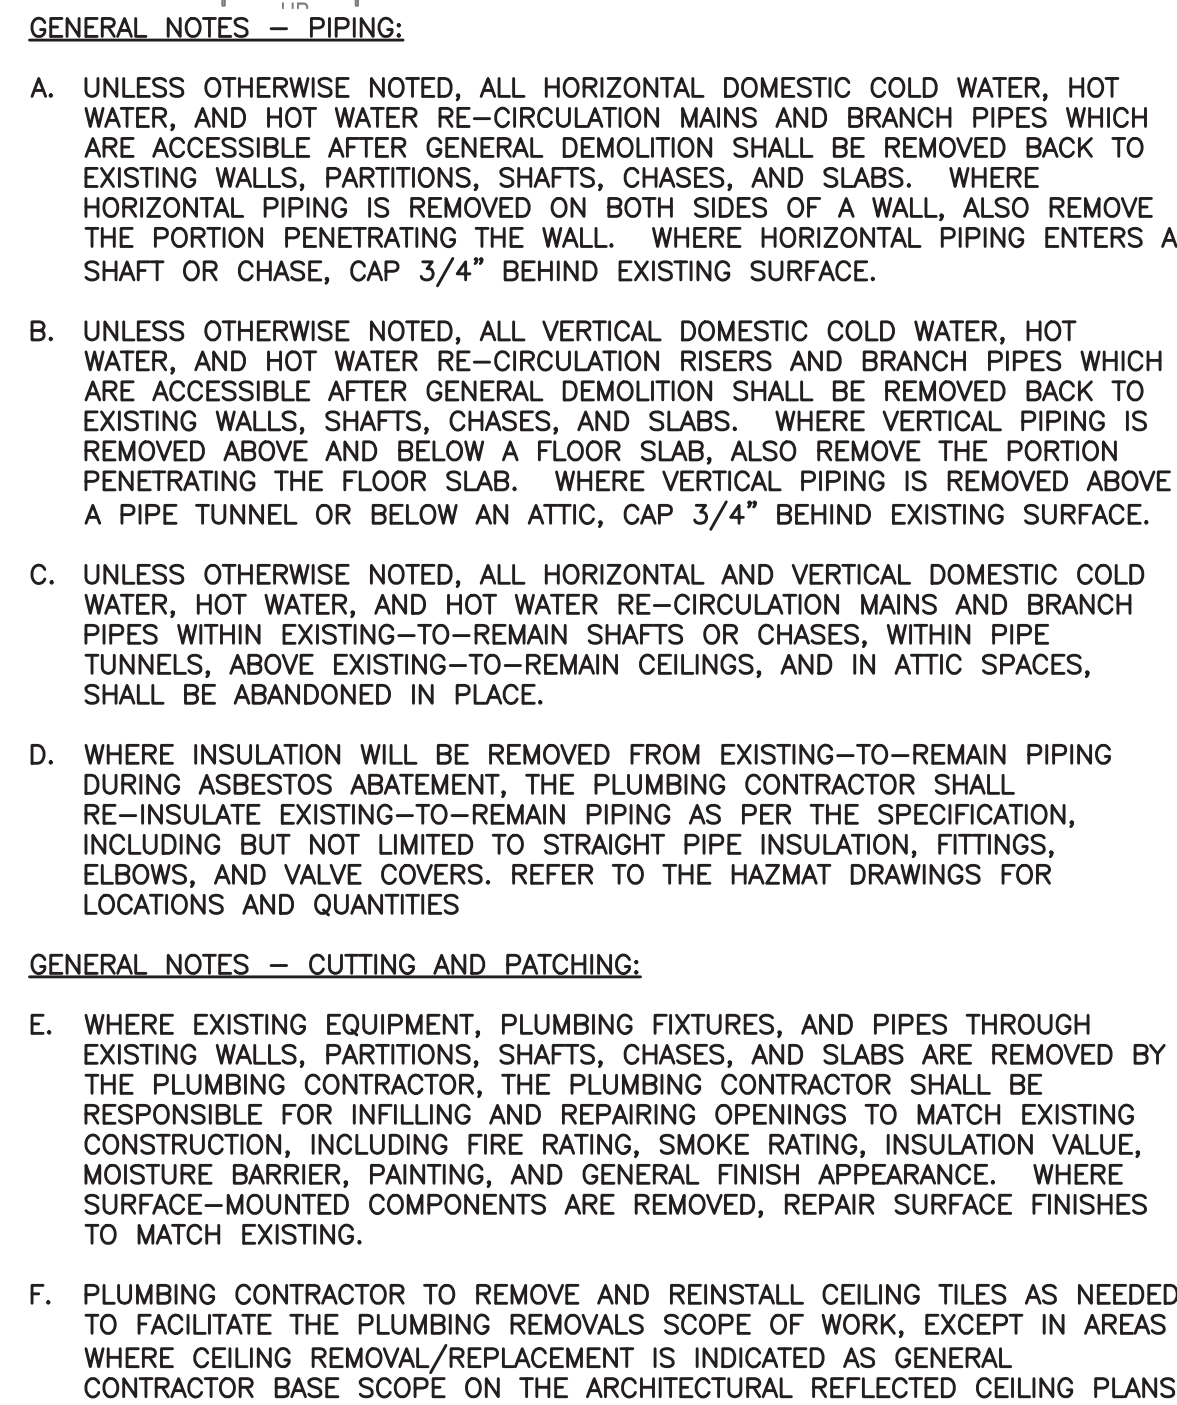 GENERAL NOTES – PIPING:
A. UNLESS OTHERWISE NOTED, ALL HORIZONTAL DOMESTIC COLD WATER, HOT
WATER, AND HOT WATER RE–CIRCULATION MAINS AND BRANCH PIPES WHICH
ARE ACCESSIBLE AFTER GENERAL DEMOLITION SHALL BE REMOVED BACK TO
EXISTING WALLS, PARTITIONS, SHAFTS, CHASES, AND SLABS. WHERE
HORIZONTAL PIPING IS REMOVED ON BOTH SIDES OF A WALL, ALSO REMOVE
THE PORTION PENETRATING THE WALL. WHERE HORIZONTAL PIPING ENTERS A
SHAFT OR CHASE, CAP 3/4” BEHIND EXISTING SURFACE.
B. UNLESS OTHERWISE NOTED, ALL VERTICAL DOMESTIC COLD WATER, HOT
WATER, AND HOT WATER RE–CIRCULATION RISERS AND BRANCH PIPES WHICH
ARE ACCESSIBLE AFTER GENERAL DEMOLITION SHALL BE REMOVED BACK TO
EXISTING WALLS, SHAFTS, CHASES, AND SLABS. WHERE VERTICAL PIPING IS
REMOVED ABOVE AND BELOW A FLOOR SLAB, ALSO REMOVE THE PORTION
PENETRATING THE FLOOR SLAB. WHERE VERTICAL PIPING IS REMOVED ABOVE
A PIPE TUNNEL OR BELOW AN ATTIC, CAP 3/4” BEHIND EXISTING SURFACE.
C. UNLESS OTHERWISE NOTED, ALL HORIZONTAL AND VERTICAL DOMESTIC COLD
WATER, HOT WATER, AND HOT WATER RE–CIRCULATION MAINS AND BRANCH
PIPES WITHIN EXISTING–TO–REMAIN SHAFTS OR CHASES, WITHIN PIPE
TUNNELS, ABOVE EXISTING–TO–REMAIN CEILINGS, AND IN ATTIC SPACES,
SHALL BE ABANDONED IN PLACE.
D. WHERE INSULATION WILL BE REMOVED FROM EXISTING–TO–REMAIN PIPING
DURING ASBESTOS ABATEMENT, THE PLUMBING CONTRACTOR SHALL
RE–INSULATE EXISTING–TO–REMAIN PIPING AS PER THE SPECIFICATION,
INCLUDING BUT NOT LIMITED TO STRAIGHT PIPE INSULATION, FITTINGS,
ELBOWS, AND VALVE COVERS. REFER TO THE HAZMAT DRAWINGS FOR
LOCATIONS AND QUANTITIES
GENERAL NOTES – CUTTING AND PATCHING:
E. WHERE EXISTING EQUIPMENT, PLUMBING FIXTURES, AND PIPES THROUGH
EXISTING WALLS, PARTITIONS, SHAFTS, CHASES, AND SLABS ARE REMOVED BY
THE PLUMBING CONTRACTOR, THE PLUMBING CONTRACTOR SHALL BE
RESPONSIBLE FOR INFILLING AND REPAIRING OPENINGS TO MATCH EXISTING
CONSTRUCTION, INCLUDING FIRE RATING, SMOKE RATING, INSULATION VALUE,
MOISTURE BARRIER, PAINTING, AND GENERAL FINISH APPEARANCE. WHERE
SURFACE–MOUNTED COMPONENTS ARE REMOVED, REPAIR SURFACE FINISHES
TO MATCH EXISTING.
F. PLUMBING CONTRACTOR TO REMOVE AND REINSTALL CEILING TILES AS NEEDED
TO FACILITATE THE PLUMBING REMOVALS SCOPE OF WORK, EXCEPT IN AREAS
WHERE CEILING REMOVAL/REPLACEMENT IS INDICATED AS GENERAL
CONTRACTOR BASE SCOPE ON THE ARCHITECTURAL REFLECTED CEILING PLANS